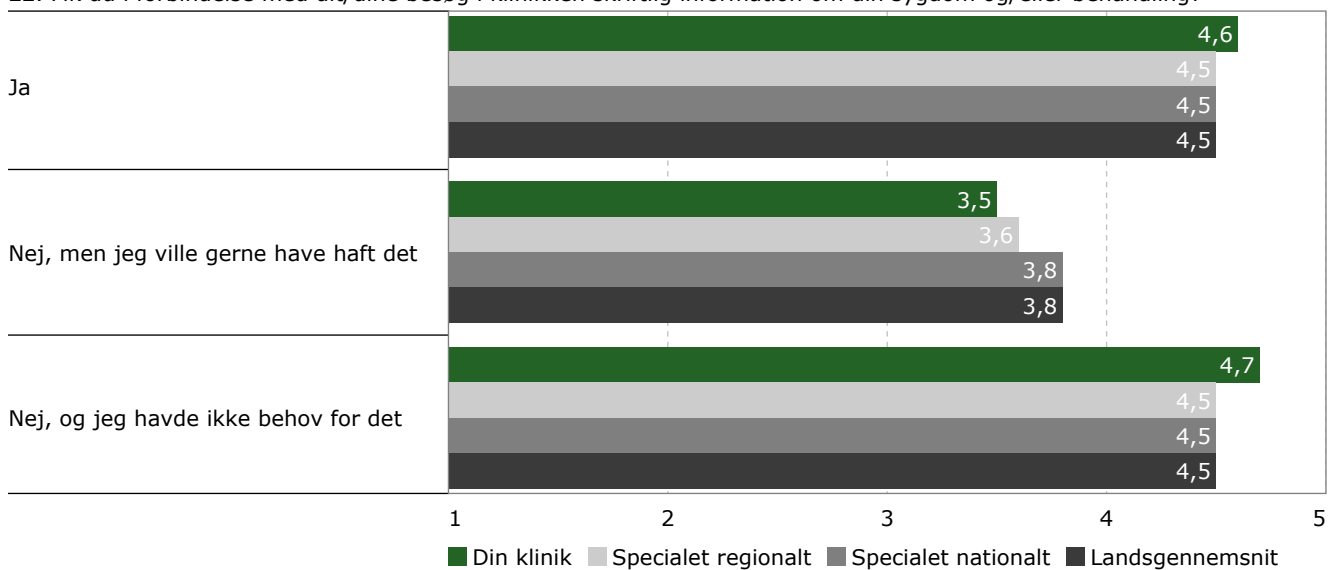 Ja
4,6
4,5
4,5
4,5
Nej, men jeg ville gerne have haft det
3,5
3,6
3,8
3,8
Nej, og jeg havde ikke behov for det
4,7
4,5
4,5
4,5
1 2 3 4 5
Din klinik Specialet regionalt Specialet nationalt Landsgennemsnit